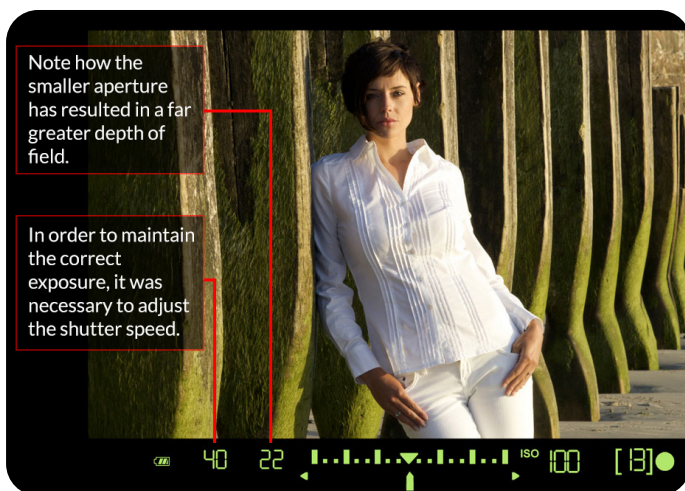 Note how the
smaller aperture
has resulted in a far
greater depth of
field.
In order to maintain
the correct
exposure, it was
necessary to adjust
the shutter speed.
40 22 ISO 100 [13]